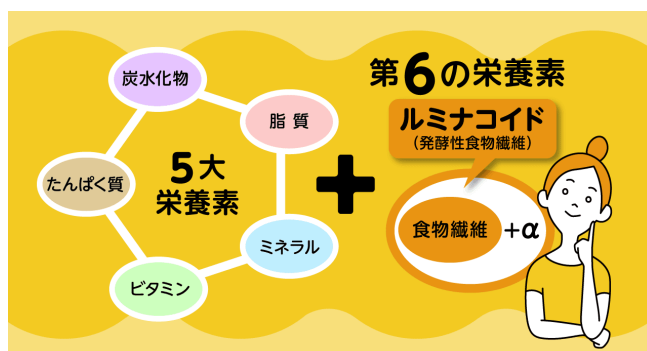 炭水化物
脂質
たんぱく質
5大
栄養素
ミネラル
ビタミン
+
第6の栄養素
ルミナコイド
(発酵性食物繊維)
食物繊維
+α